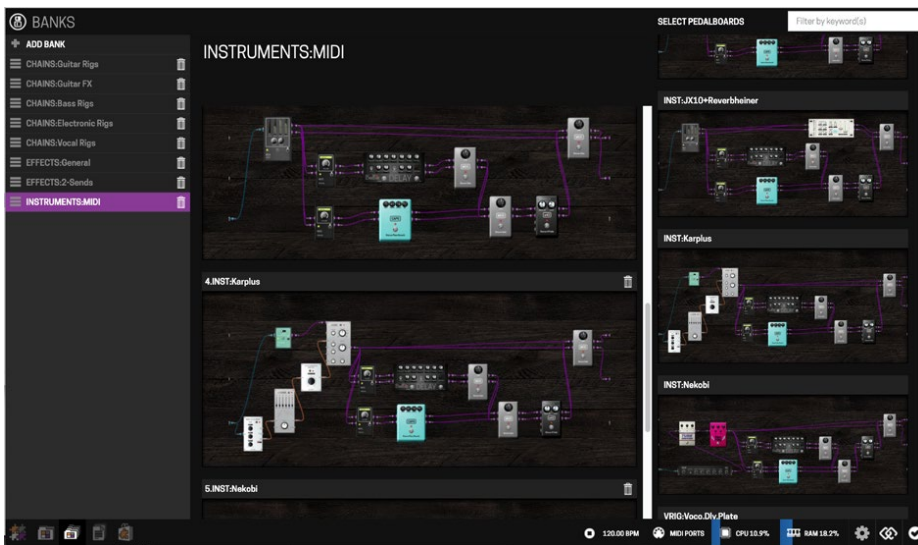 BANKS
SELECT PEDALBOARDS
Filter by keyword(s)
ADD BANK
CHAINS:Guitar Rigs
CHAINS:Guitar FX
CHAINS:Bass Rigs
CHAINS:Electronic Rigs
CHAINS:Vocal Rigs
EFFECTS:General
EFFECTS:2-Sends
INSTRUMENTS:MIDI
INSTRUMENTS:MIDI
DELAY
4.INST:Karplus
DELAY
5.INST:Nekobi
INST:JX10+Reverbheiner
INST:Karplus
INST:Nekobi
VRIG:Voco.Dly.Plate
120.00 BPM
MIDI PORTS
CPU 10.9%
RAM 18.2%